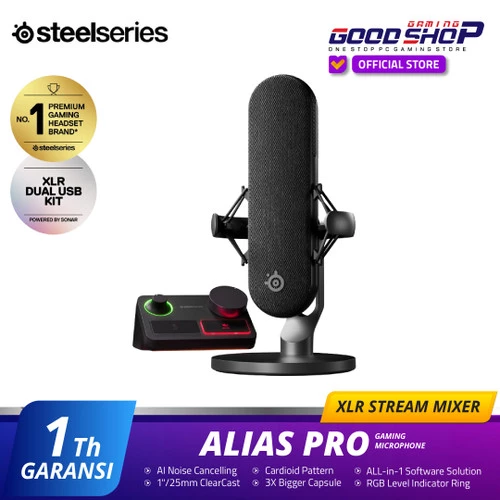 steelseries
GAMING
GOOD SHOP
ONE STOP PC GAMING STORE
OFFICIAL STORE
NO. 1
PREMIUM
GAMING
HEADSET
BRAND*
steelseries
XLR
DUAL USB
KIT
POWERED BY SONAR
XLR STREAM MIXER
1 Th
GARANSI
ALIAS PRO
GAMING
MICROPHONE
• AI Noise Cancelling
• Cardioid Pattern
• ALL-in-1 Software Solution
• 1"/25mm ClearCast
• 3X Bigger Capsule
• RGB Level Indicator Ring